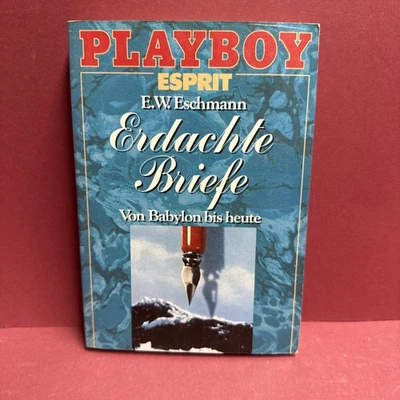 PLAYBOY
ESPRIT
E.W. Eschmann
Erdachte
Briefe
Von Babylon bis heute